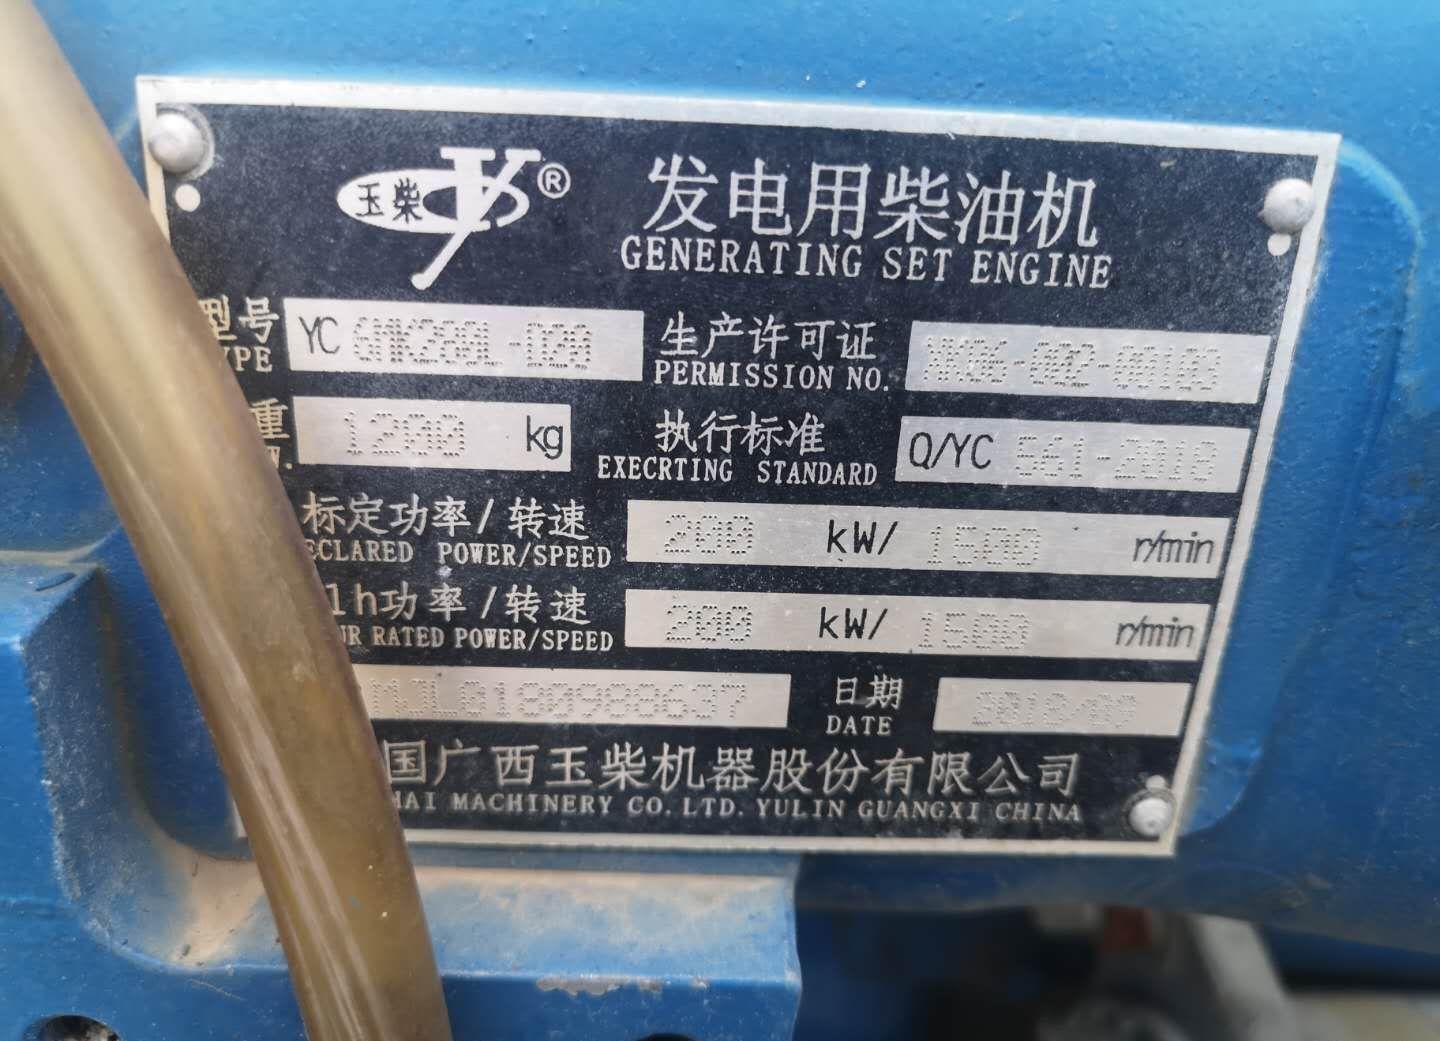 玉柴 ®
发电用柴油机
GENERATING SET ENGINE
型号 YC 6MK280L-D20 生产许可证
YPE PERMISSION NO. XK06-002-00103
重 1200 kg 执行标准 Q/YC 561-2018
W. EXECRTING STANDARD
标定功率/转速 200 kW/ 1500 r/min
ECLARED POWER/SPEED
1h功率/转速 200 kW/ 1500 r/min
UR RATED POWER/SPEED
日期
DATE
国广西玉柴机器股份有限公司
HAI MACHINERY CO. LTD. YULIN GUANGXI CHINA